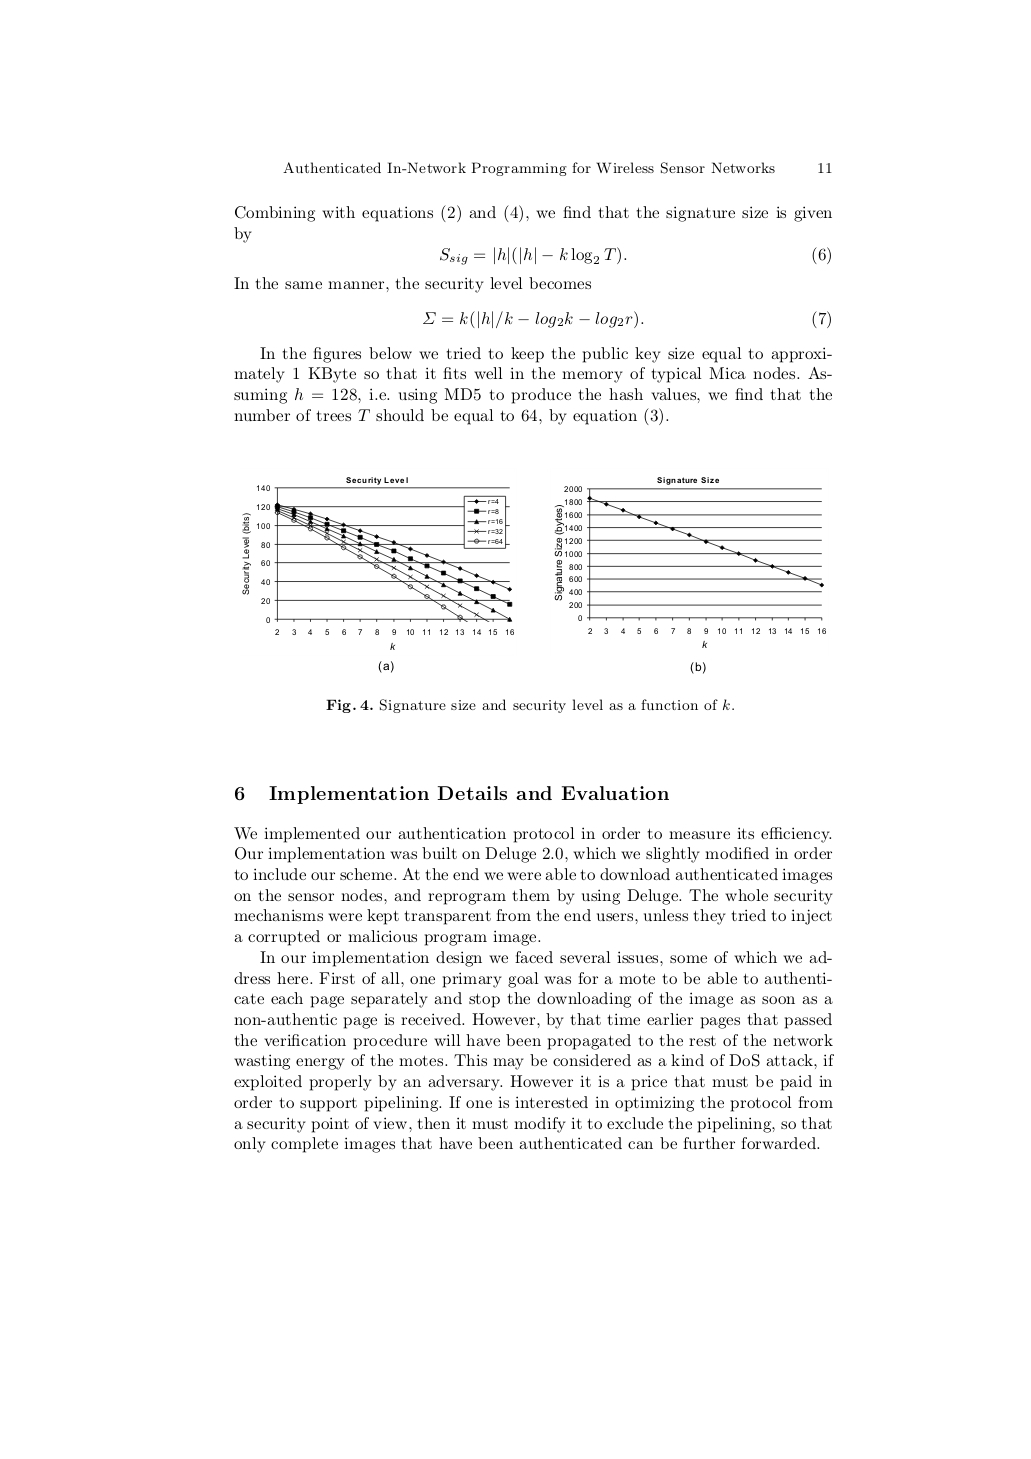 Authenticated In-Network Programming for Wireless Sensor Networks 11
Combining with equations (2) and (4), we find that the signature size is given
by
S_sig = |h|(|h| − k log₂ T). (6)
In the same manner, the security level becomes
Σ = k(|h|/k − log₂k − log₂r). (7)
In the figures below we tried to keep the public key size equal to approxi-
mately 1 KByte so that it fits well in the memory of typical Mica nodes. As-
suming h = 128, i.e. using MD5 to produce the hash values, we find that the
number of trees T should be equal to 64, by equation (3).
Security Level
Security Level (bits)
140
120
100
80
60
40
20
0
r=4
r=8
r=16
r=32
r=64
2 3 4 5 6 7 8 9 10 11 12 13 14 15 16
k
(a)
Signature Size
Signature Size (bytes)
2000
1800
1600
1400
1200
1000
800
600
400
200
0
2 3 4 5 6 7 8 9 10 11 12 13 14 15 16
k
(b)
Fig. 4. Signature size and security level as a function of k.
6 Implementation Details and Evaluation
We implemented our authentication protocol in order to measure its efficiency.
Our implementation was built on Deluge 2.0, which we slightly modified in order
to include our scheme. At the end we were able to download authenticated images
on the sensor nodes, and reprogram them by using Deluge. The whole security
mechanisms were kept transparent from the end users, unless they tried to inject
a corrupted or malicious program image.
In our implementation design we faced several issues, some of which we ad-
dress here. First of all, one primary goal was for a mote to be able to authenti-
cate each page separately and stop the downloading of the image as soon as a
non-authentic page is received. However, by that time earlier pages that passed
the verification procedure will have been propagated to the rest of the network
wasting energy of the motes. This may be considered as a kind of DoS attack, if
exploited properly by an adversary. However it is a price that must be paid in
order to support pipelining. If one is interested in optimizing the protocol from
a security point of view, then it must modify it to exclude the pipelining, so that
only complete images that have been authenticated can be further forwarded.